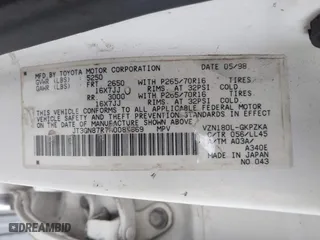 MFD. BY TOYOTA MOTOR CORPORATION DATE 05/98
GVWR (LBS) 5250
GAWR (LBS) FRT 2650 WITH P265/70R16 TIRES
16X7JJ RIMS, AT 32PSI COLD
RR 3000 WITH P265/70R16 TIRES
16X7JJ RIMS, AT 32PSI COLD
THIS VEHICLE CONFORMS TO ALL APPLICABLE FEDERAL
MOTOR VEHICLE SAFETY, BUMPER, AND THEFT PREVENTION
STANDARDS IN EFFECT ON THE DATE OF MANUFACTURE
SHOWN ABOVE.
MPV
VZN180L-GKPZKA
C/TR 056/LL45
A/TM A03A/
A340E
MADE IN JAPAN
NO.043
DREAMBID.COM